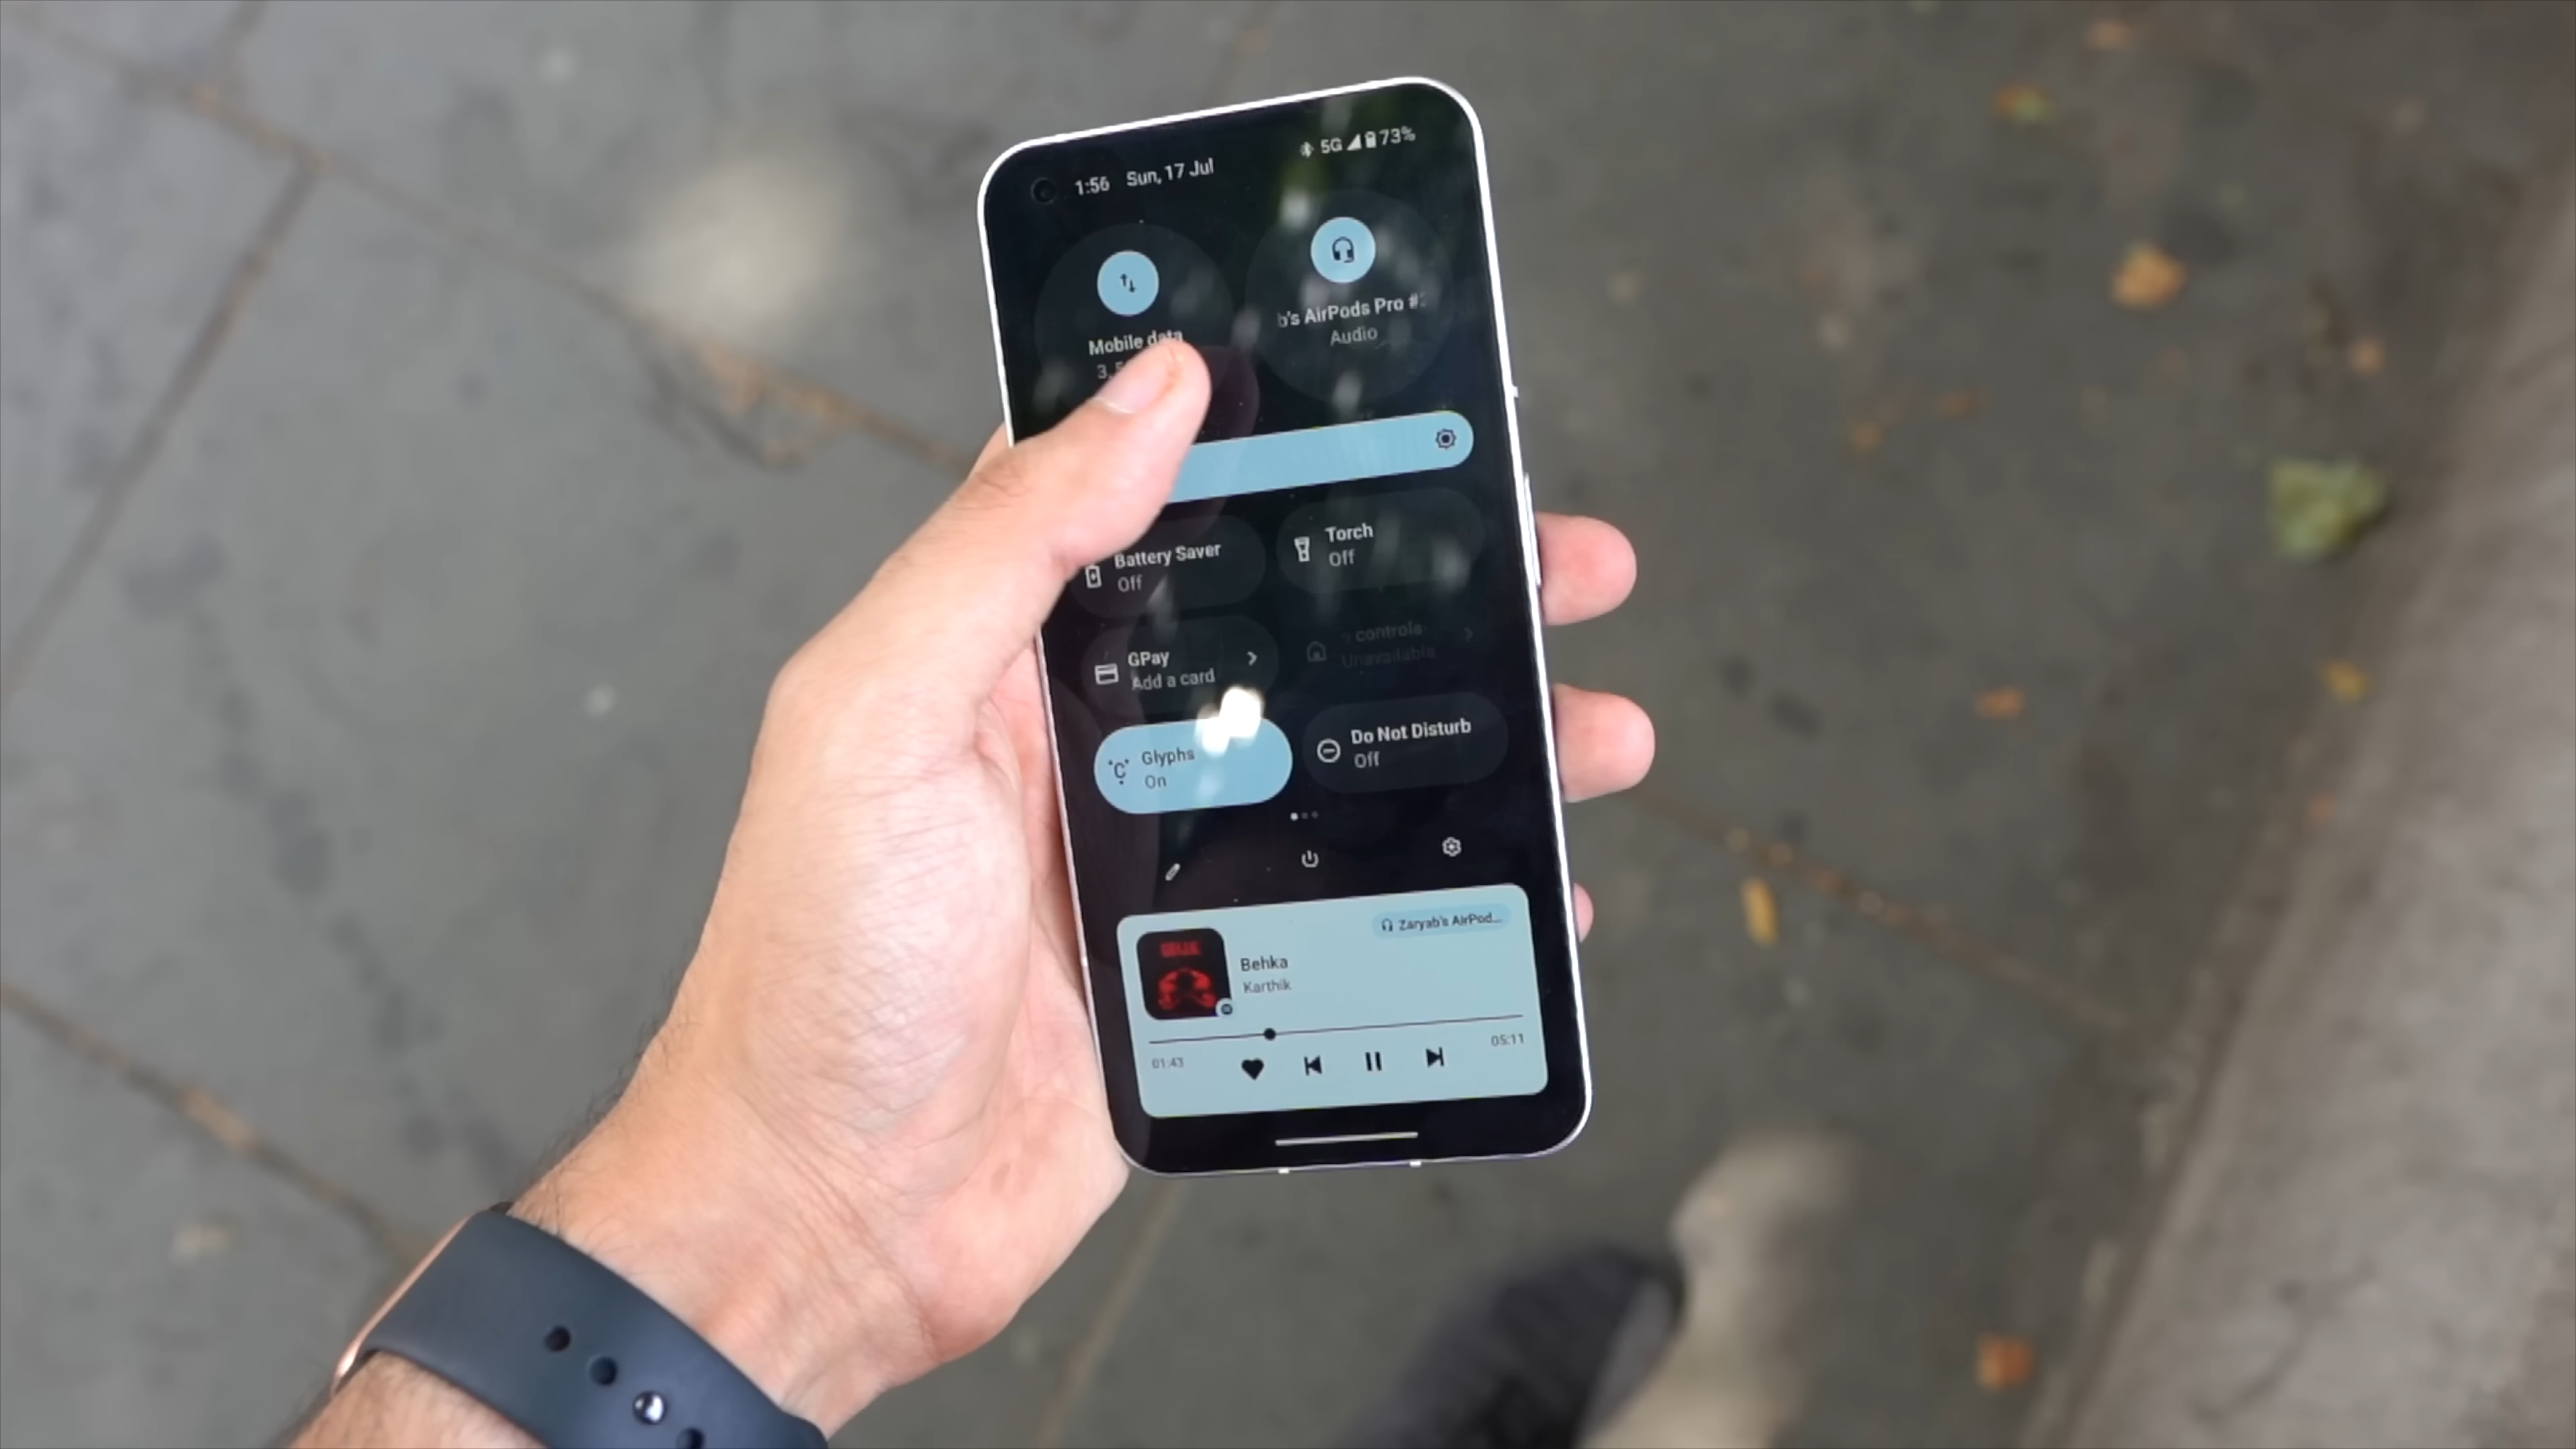 1:56 Sun, 17 Jul 5G 73%
Mobile data
b's AirPods Pro #
Audio
Battery Saver
Off
Torch
Off
GPay
Add a card
controls
Unavailable
Glyphs
On
Do Not Disturb
Off
Zaryab's AirPod...
Behka
Karthik
01:43
05:11